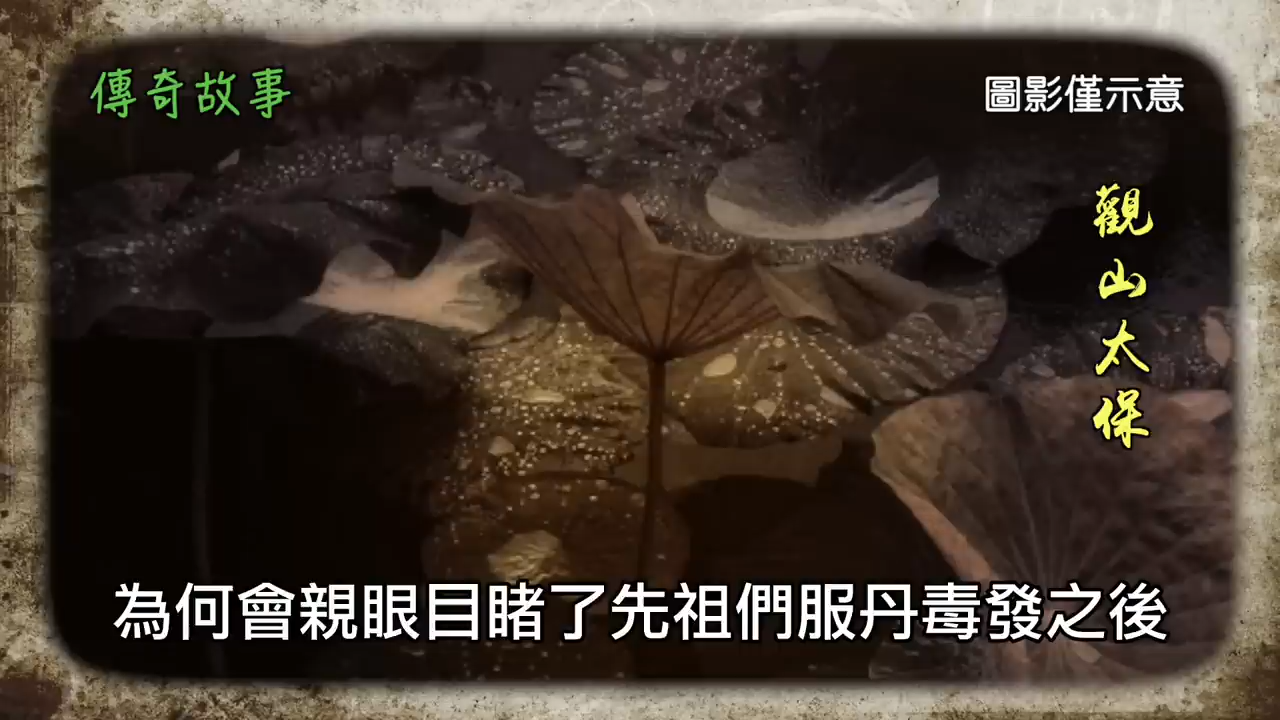 傳奇故事
圖影僅示意
觀山太保
為何會親眼目睹了先祖們服丹毒發之後